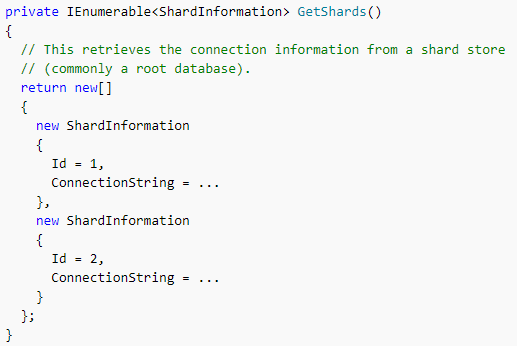 private IEnumerable<ShardInformation> GetShards()
{
  // This retrieves the connection information from a shard store
  // (commonly a root database).
  return new[]
  {
    new ShardInformation
    {
      Id = 1,
      ConnectionString = ...
    },
    new ShardInformation
    {
      Id = 2,
      ConnectionString = ...
    }
  };
}